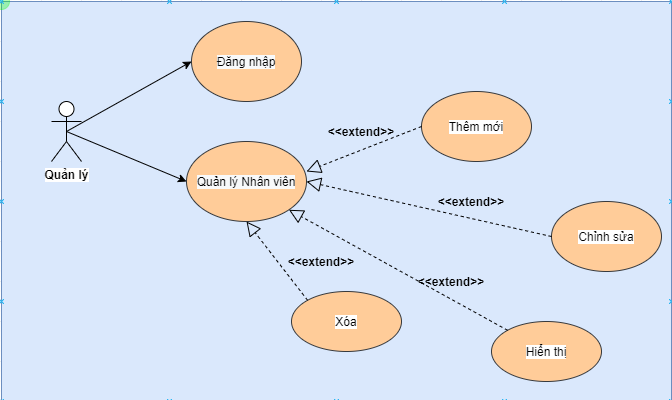 Đăng nhập
<<extend>>
Thêm mới
Quản lý
Quản lý Nhân viên
<<extend>>
Chỉnh sửa
<<extend>>
<<extend>>
Xóa
Hiển thị